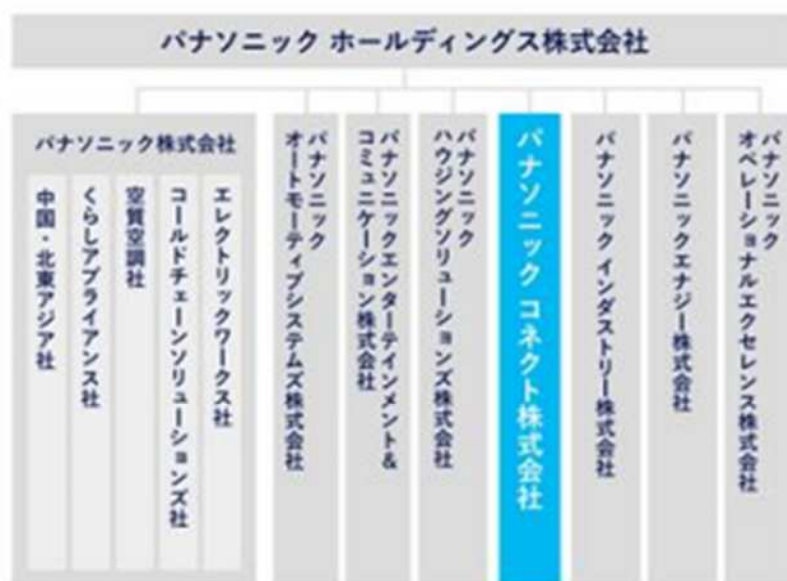 パナソニック ホールディングス株式会社
パナソニック株式会社
中国・北東アジア社
くらしアプライアンス社
空質空調社
コールドチェーンソリューションズ社
エレクトリックワークス社
パナソニック
オートモーティブシステムズ株式会社
パナソニックエンターテインメント&
コミュニケーション株式会社
パナソニック
ハウジングソリューションズ株式会社
パナソニック コネクト株式会社
パナソニック インダストリー株式会社
パナソニックエナジー株式会社
パナソニック
オペレーショナルエクセレンス株式会社